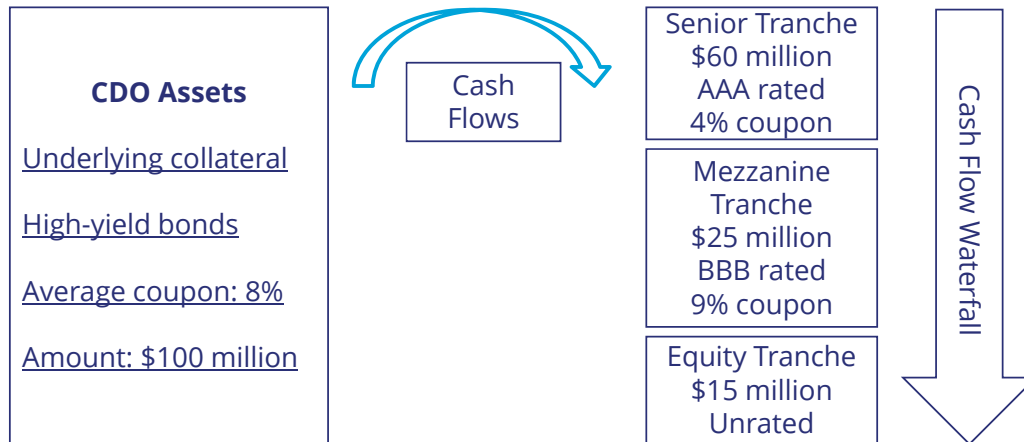 CDO Assets
Underlying collateral
High-yield bonds
Average coupon: 8%
Amount: $100 million
Cash
Flows
Senior Tranche
$60 million
AAA rated
4% coupon
Mezzanine
Tranche
$25 million
BBB rated
9% coupon
Equity Tranche
$15 million
Unrated
Cash Flow Waterfall